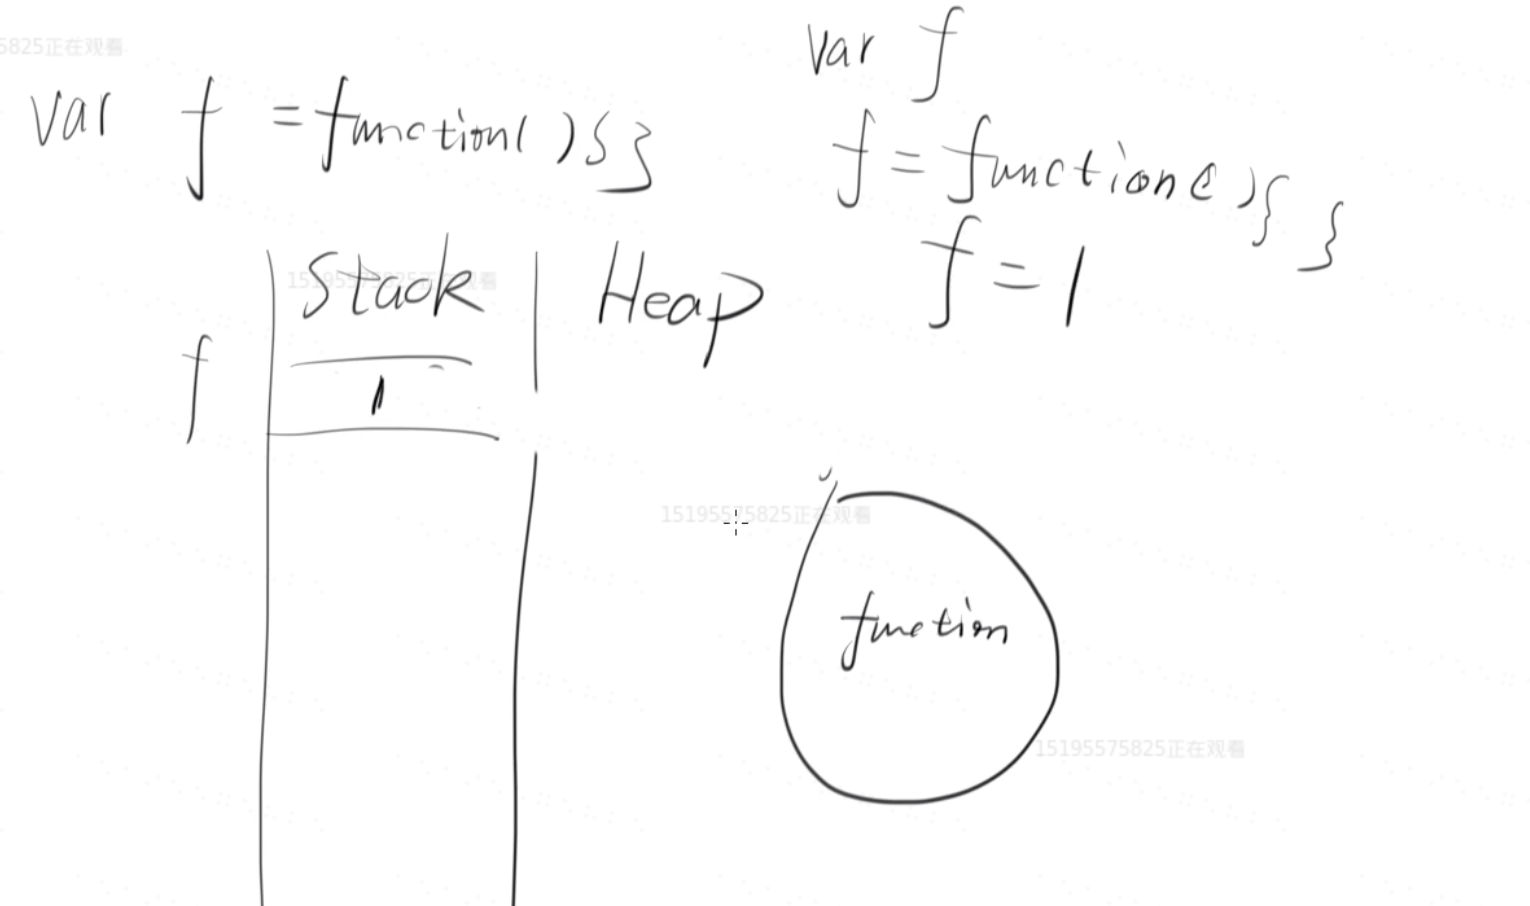 5825正在观看
var f = function(){}
var f
f = function(){ }
f = 1
Stack
Heap
15195575825正在观看
f
1
15195575825正在观看
function
15195575825正在观看